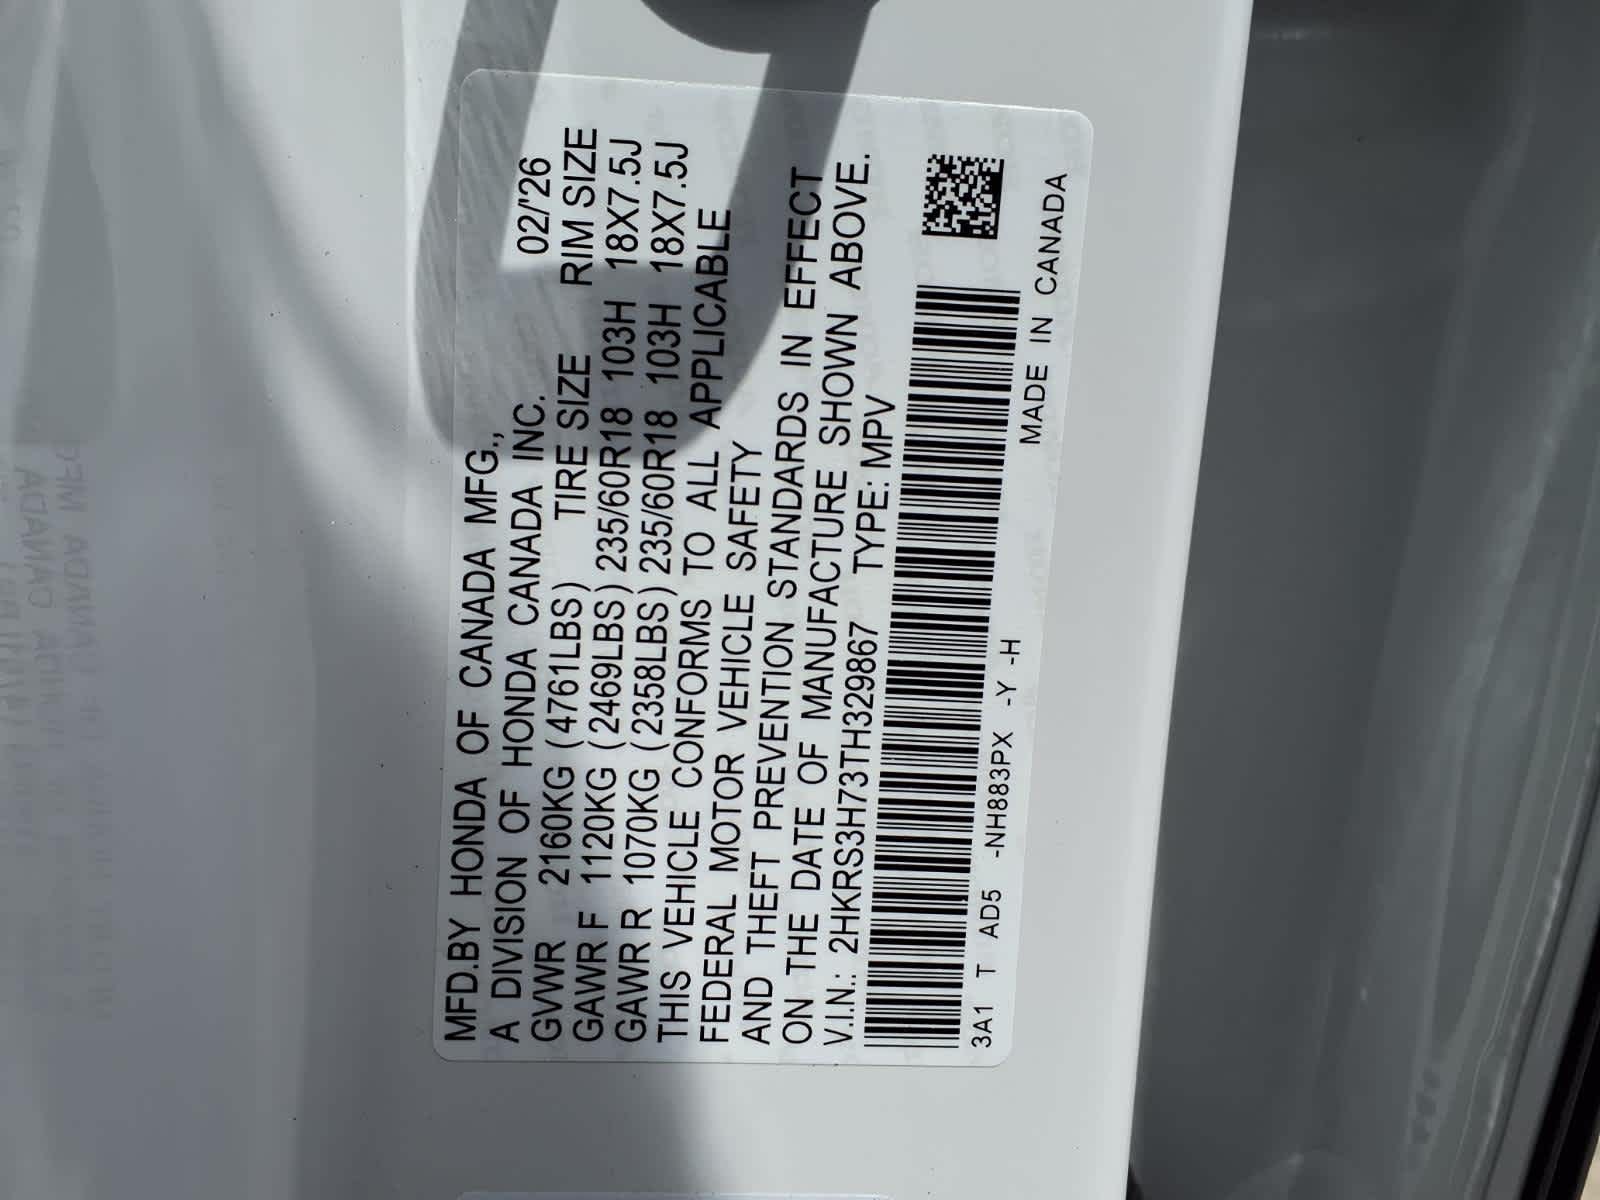 MFD.BY HONDA OF CANADA MFG.,
A DIVISION OF HONDA CANADA INC. 02/'26
GVWR 2160KG (4761LBS) TIRE SIZE RIM SIZE
GAWR F 1120KG (2469LBS) 235/60R18 103H 18X7.5J
GAWR R 1070KG (2358LBS) 235/60R18 103H 18X7.5J
THIS VEHICLE CONFORMS TO ALL APPLICABLE
FEDERAL MOTOR VEHICLE SAFETY
AND THEFT PREVENTION STANDARDS IN EFFECT
ON THE DATE OF MANUFACTURE SHOWN ABOVE.
V.I.N.: 2HKRS3H73TH329867 TYPE: MPV
3A1 T AD5 -NH883PX -Y -H
MADE IN CANADA